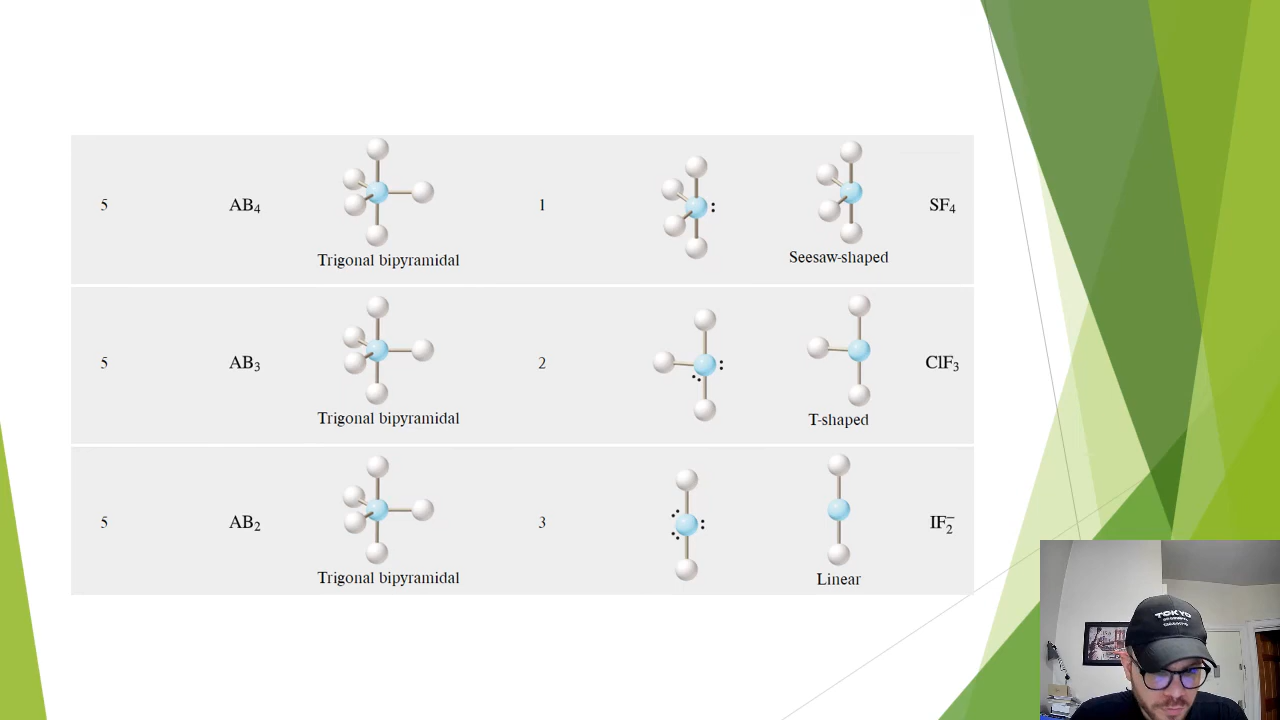 5 AB₄ 1 SF₄
Trigonal bipyramidal Seesaw-shaped
5 AB₃ 2 ClF₃
Trigonal bipyramidal T-shaped
5 AB₂ 3 IF₂⁻
Trigonal bipyramidal Linear
TOKYO